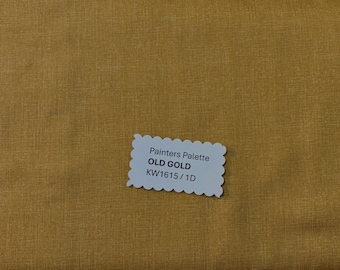 Painters Palette
OLD GOLD
KW1615 / 1D